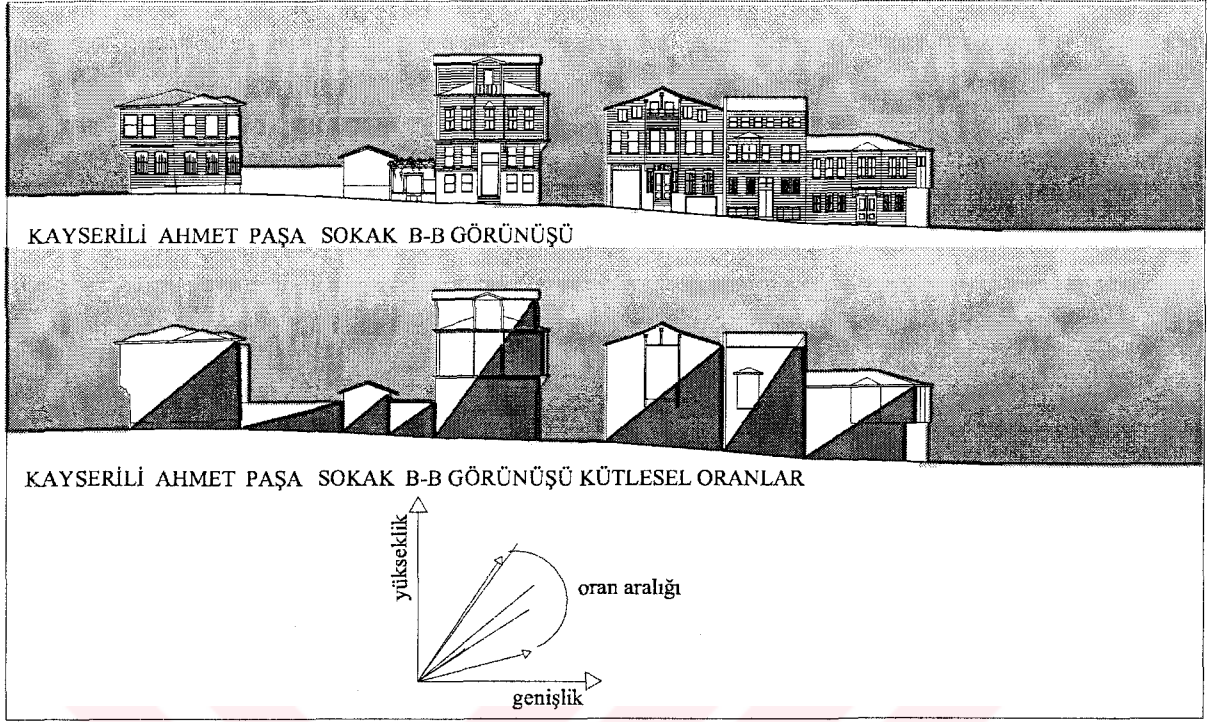 KAYSERİLİ AHMET PAŞA SOKAK B-B GÖRÜNÜŞÜ
KAYSERİLİ AHMET PAŞA SOKAK B-B GÖRÜNÜŞÜ KÜTLESEL ORANLAR
yükseklik
oran aralığı
genişlik